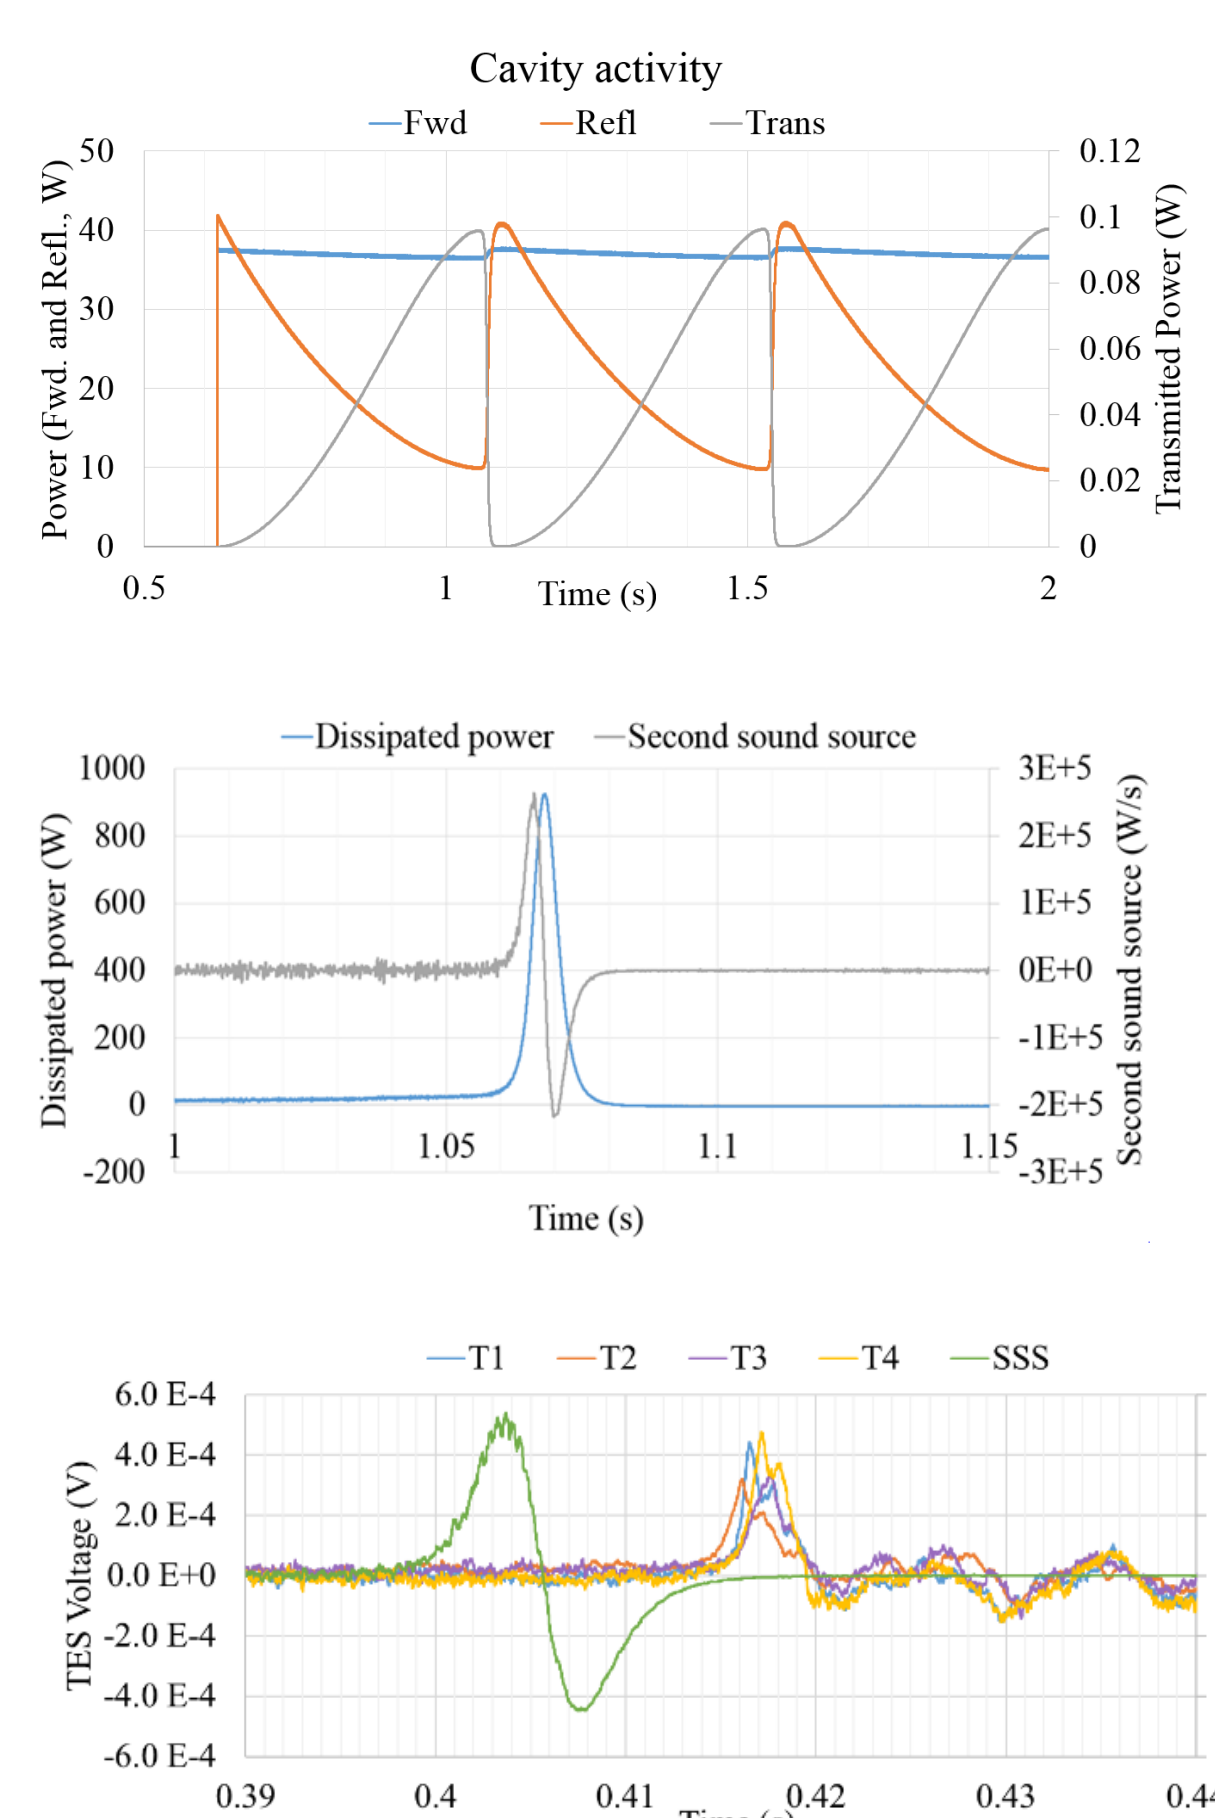 Cavity activity
Fwd Refl Trans
Power (Fwd. and Refl., W)
50
40
30
20
10
0
0.12
0.1
0.08
0.06
0.04
0.02
0
Transmitted Power (W)
0.5 1 1.5 2
Time (s)
Dissipated power Second sound source
Dissipated power (W)
1000
800
600
400
200
0
-200
3E+5
2E+5
1E+5
0E+0
-1E+5
-2E+5
-3E+5
Second sound source (W/s)
1 1.05 1.1 1.15
Time (s)
T1 T2 T3 T4 SSS
TES Voltage (V)
6.0 E-4
4.0 E-4
2.0 E-4
0.0 E+0
-2.0 E-4
-4.0 E-4
-6.0 E-4
0.39 0.4 0.41 0.42 0.43